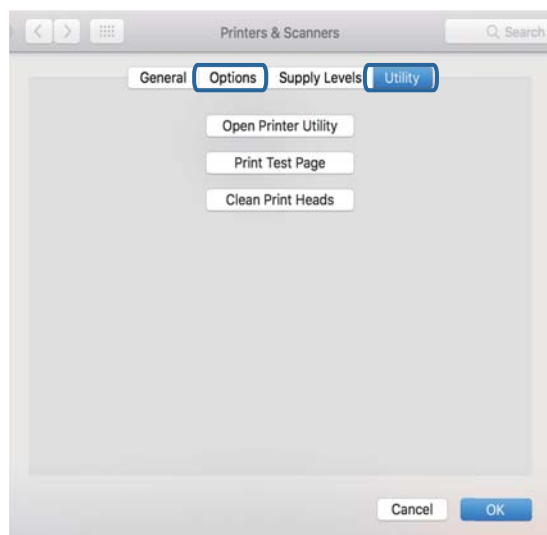 Printers & Scanners
Search
General Options Supply Levels Utility
Open Printer Utility
Print Test Page
Clean Print Heads
Cancel OK